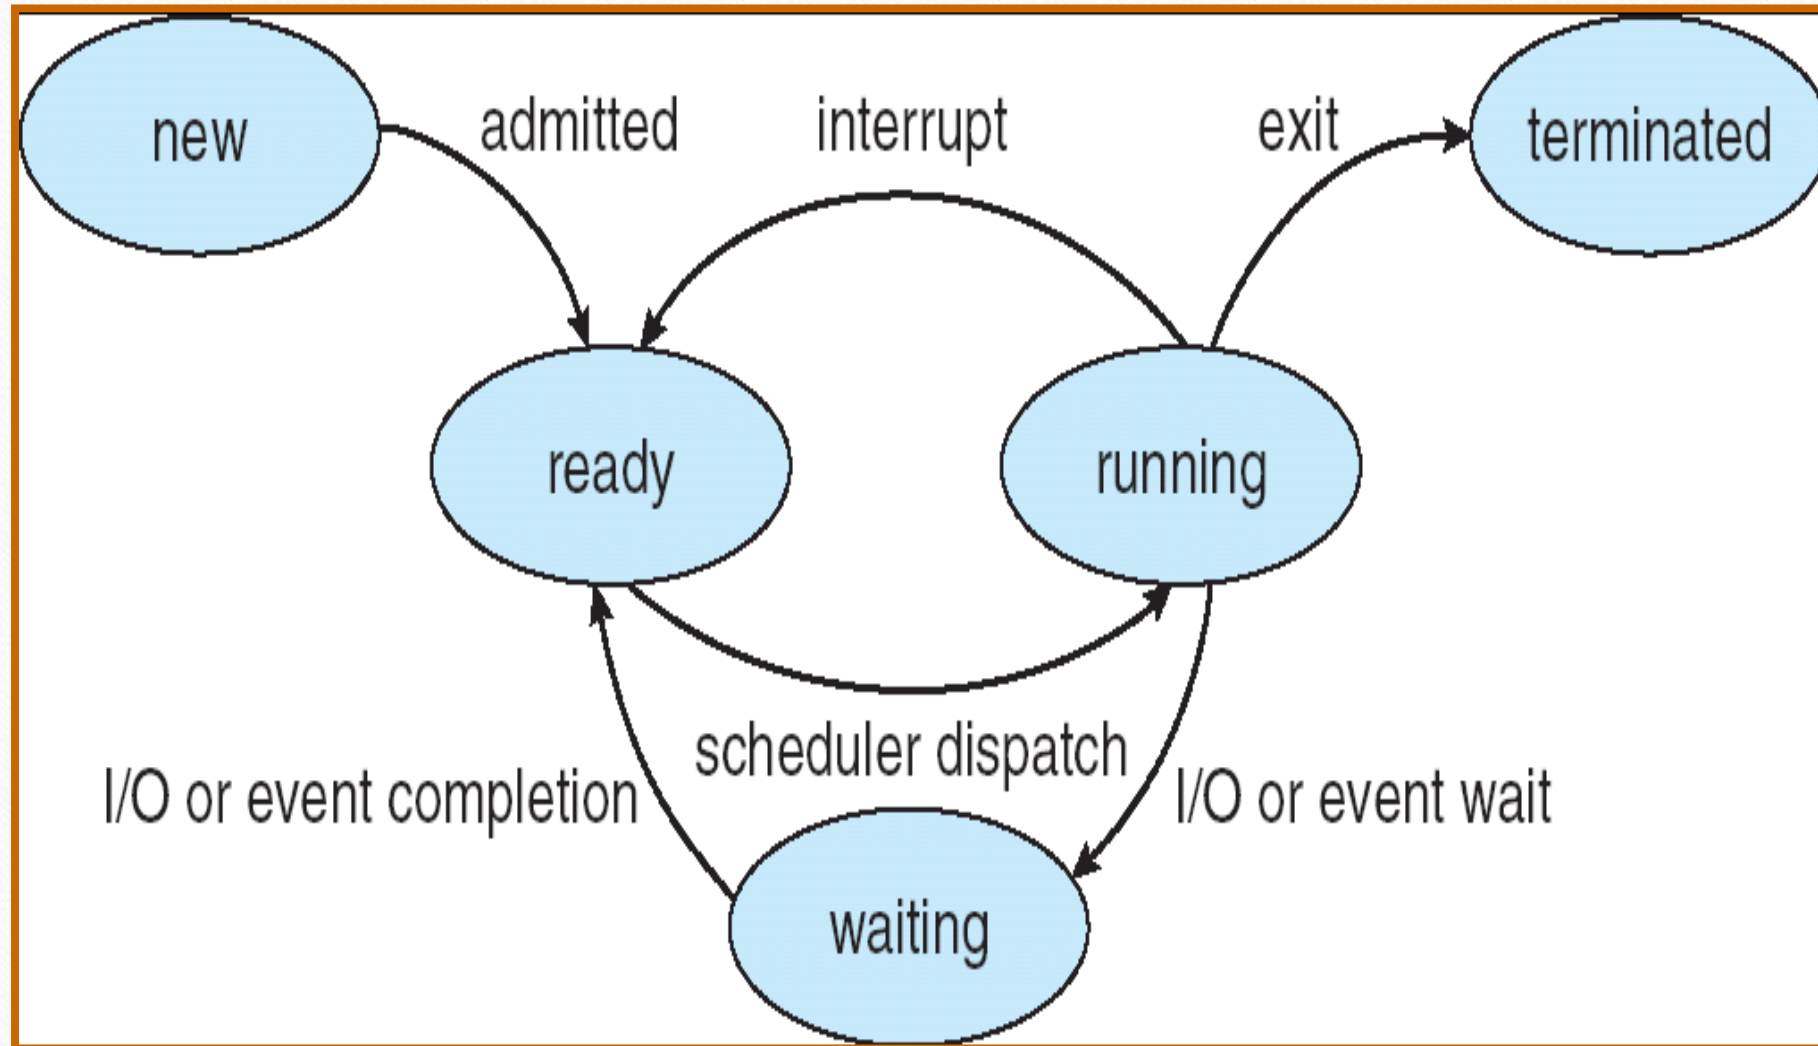 new
admitted
interrupt
exit
terminated
ready
running
scheduler dispatch
I/O or event completion
I/O or event wait
waiting